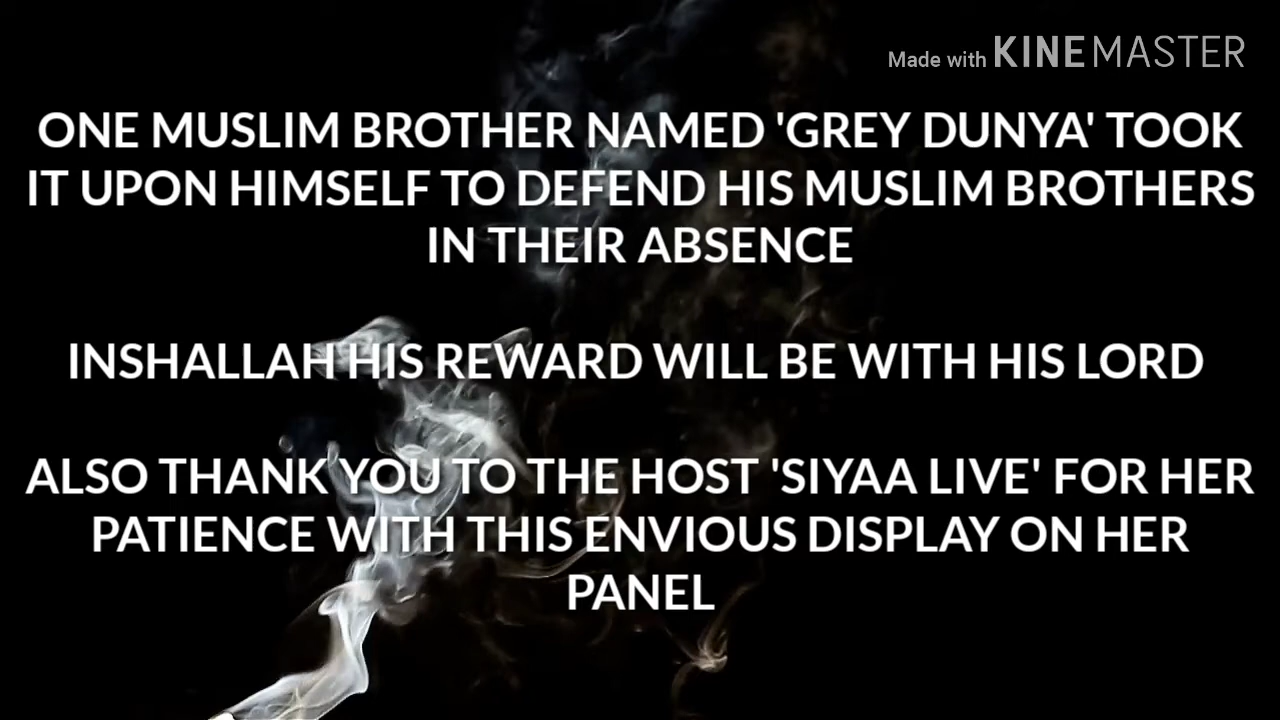 Made with KINEMASTER
ONE MUSLIM BROTHER NAMED 'GREY DUNYA' TOOK
IT UPON HIMSELF TO DEFEND HIS MUSLIM BROTHERS
IN THEIR ABSENCE
INSHALLAH HIS REWARD WILL BE WITH HIS LORD
ALSO THANK YOU TO THE HOST 'SIYAA LIVE' FOR HER
PATIENCE WITH THIS ENVIOUS DISPLAY ON HER
PANEL